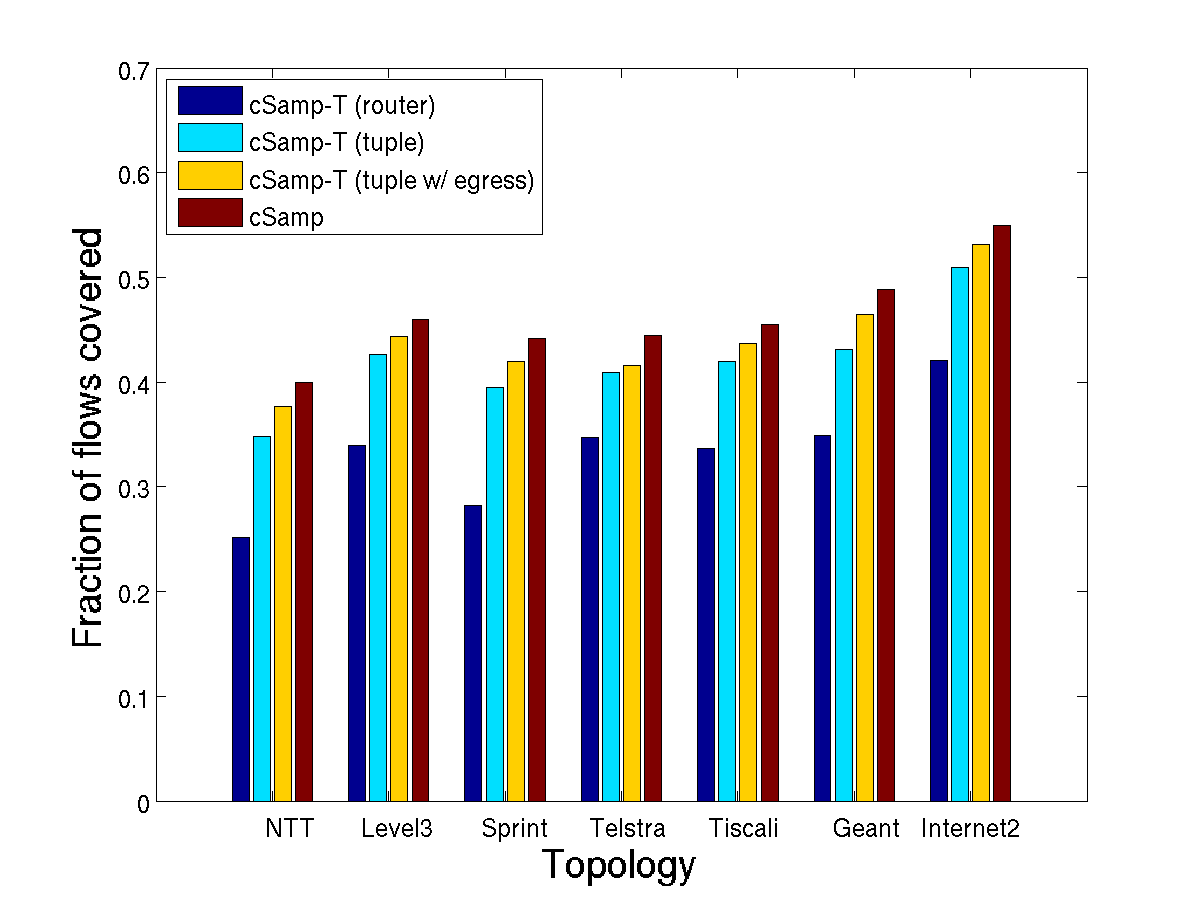 cSamp-T (router)
cSamp-T (tuple)
cSamp-T (tuple w/ egress)
cSamp
0.7
0.6
0.5
0.4
0.3
0.2
0.1
0
Fraction of flows covered
NTT Level3 Sprint Telstra Tiscali Geant Internet2
Topology